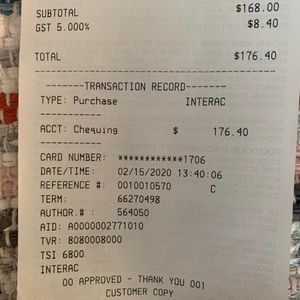 SUBTOTAL $168.00
GST 5.000% $8.40
TOTAL $176.40
-------TRANSACTION RECORD-------
TYPE: Purchase INTERAC
ACCT: Chequing $ 176.40
CARD NUMBER: ************1706
DATE/TIME: 02/15/2020 13:40:06
REFERENCE #: 0010010570 C
TERM: 66270498
AUTHOR.# : 564050
AID: A0000002771010
TVR: 8080008000
TSI 6800
INTERAC
00 APPROVED - THANK YOU 001
CUSTOMER COPY